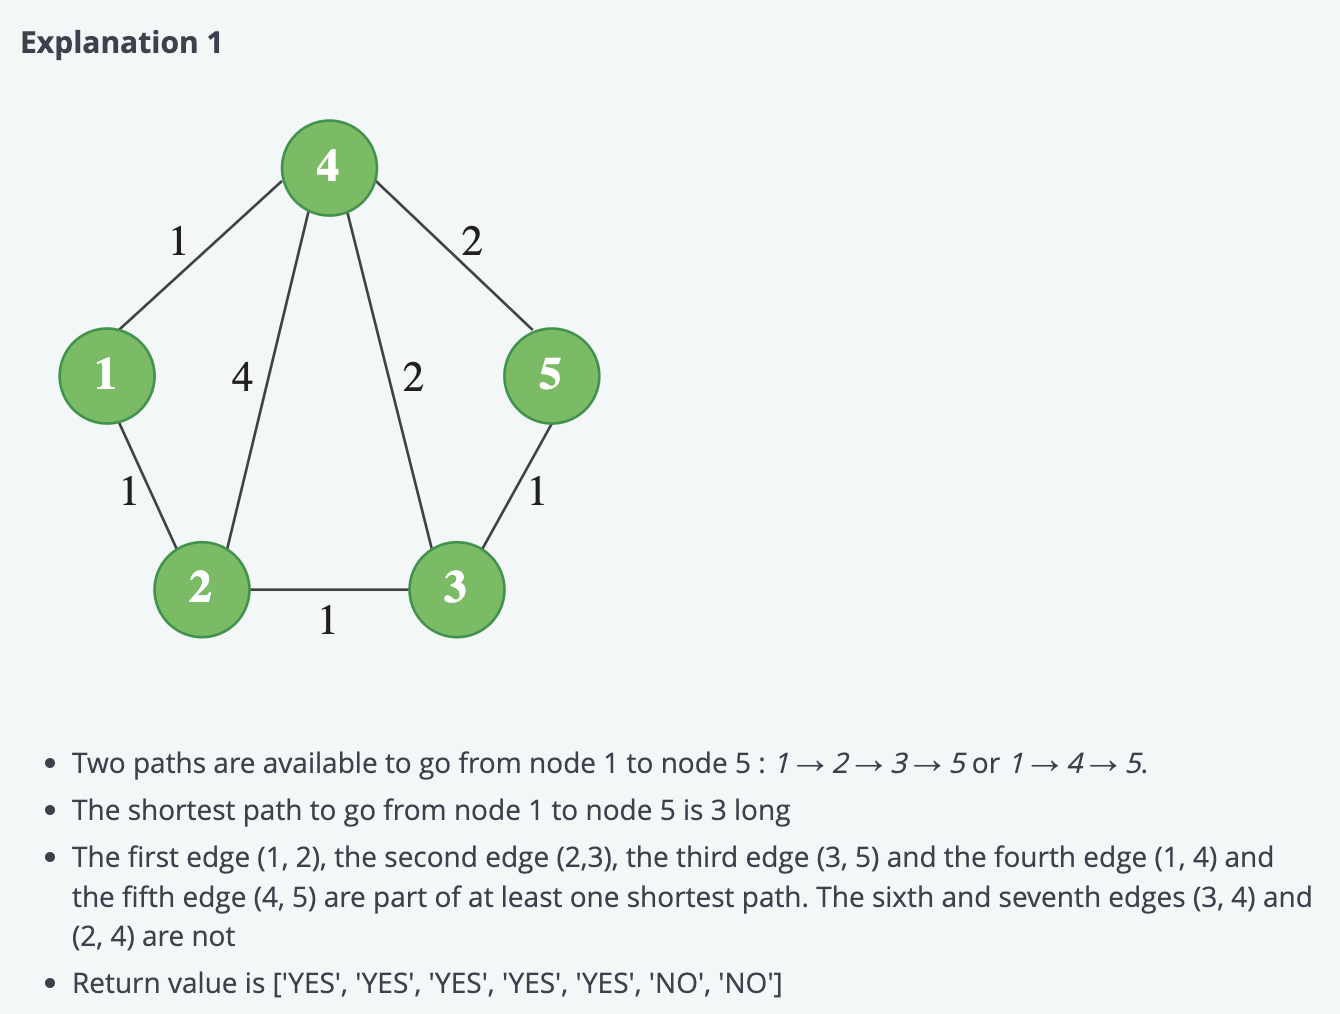 Explanation 1
4
1
2
1
4
2
5
1
1
2
3
1
Two paths are available to go from node 1 to node 5 : 1 → 2 → 3 → 5 or 1 → 4 → 5.
The shortest path to go from node 1 to node 5 is 3 long
The first edge (1, 2), the second edge (2,3), the third edge (3, 5) and the fourth edge (1, 4) and
the fifth edge (4, 5) are part of at least one shortest path. The sixth and seventh edges (3, 4) and
(2, 4) are not
Return value is ['YES', 'YES', 'YES', 'YES', 'YES', 'NO', 'NO']